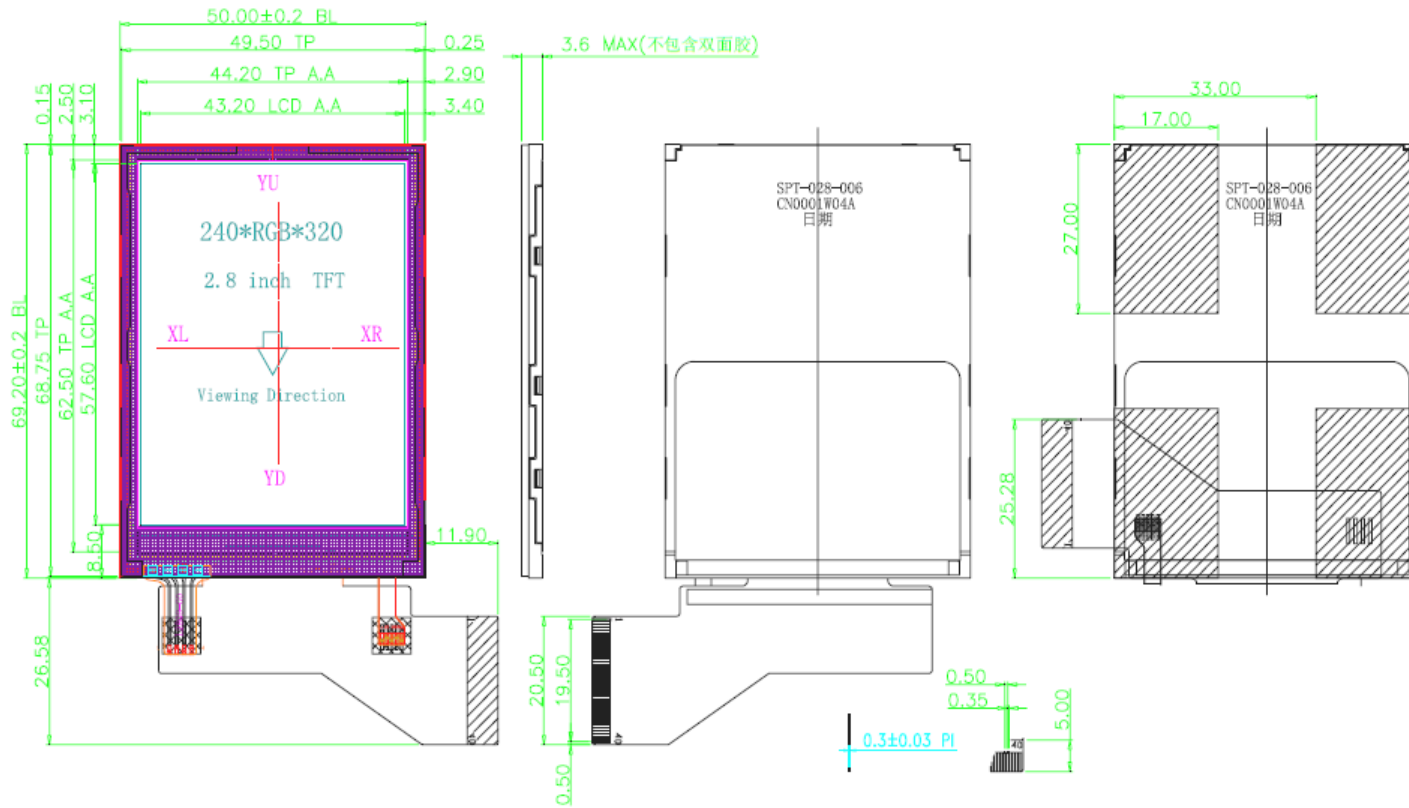 50.00±0.2 BL
49.50 TP
0.25
44.20 TP A.A
2.90
43.20 LCD A.A
3.40
0.15
2.50
3.10
69.20±0.2 BL
68.75 TP
62.50 TP A.A
57.60 LCD A.A
8.50
26.58
11.90
YU
240*RGB*320
2.8 inch TFT
XL
XR
Viewing Direction
YD
3.6 MAX(不包含双面胶)
SPT-028-006
CN0001W04A
日期
20.50
19.50
0.50
1
40
0.3±0.03 PI
0.50
0.35
5.00
40
33.00
17.00
27.00
25.28
SPT-028-006
CN0001W04A
日期